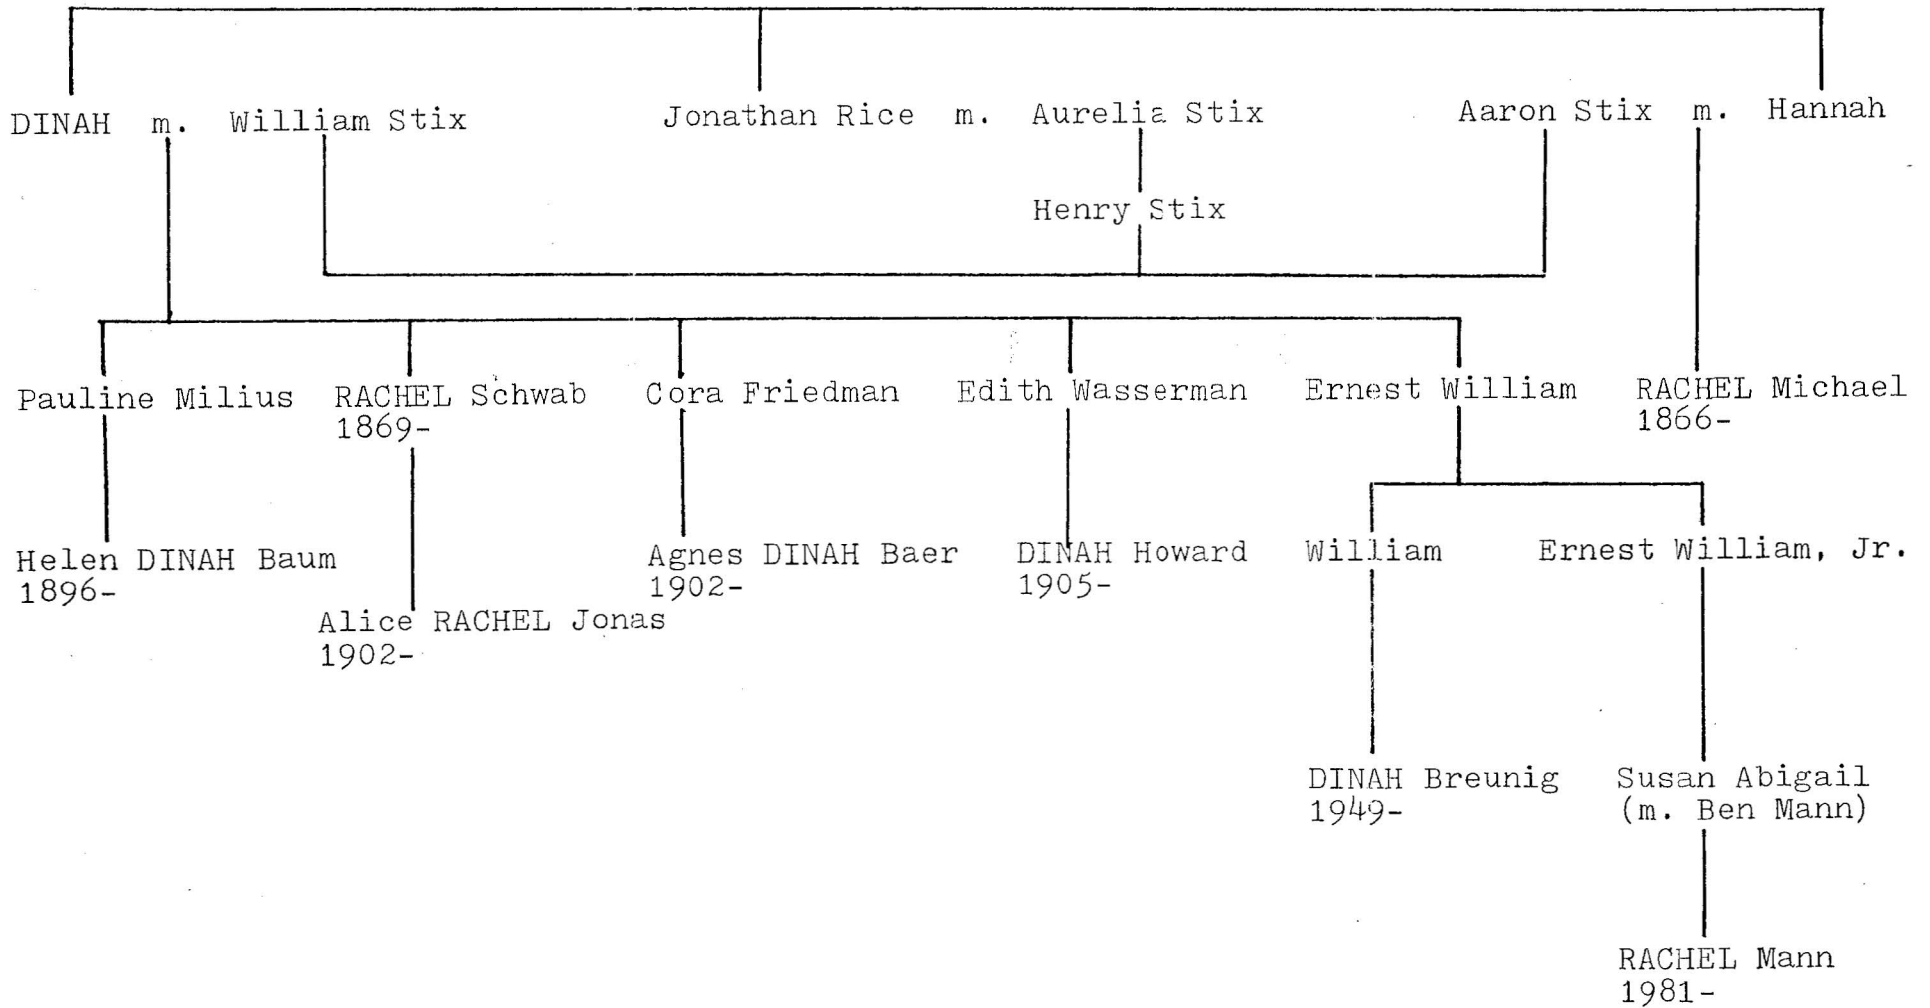 DINAH m. William Stix Jonathan Rice m. Aurelia Stix Aaron Stix m. Hannah
Henry Stix
Pauline Milius RACHEL Schwab Cora Friedman Edith Wasserman Ernest William RACHEL Michael
1869- 1866-
Helen DINAH Baum Agnes DINAH Baer DINAH Howard William Ernest William, Jr.
1896- 1902- 1905-
Alice RACHEL Jonas
1902-
DINAH Breunig Susan Abigail
1949- (m. Ben Mann)
RACHEL Mann
1981-